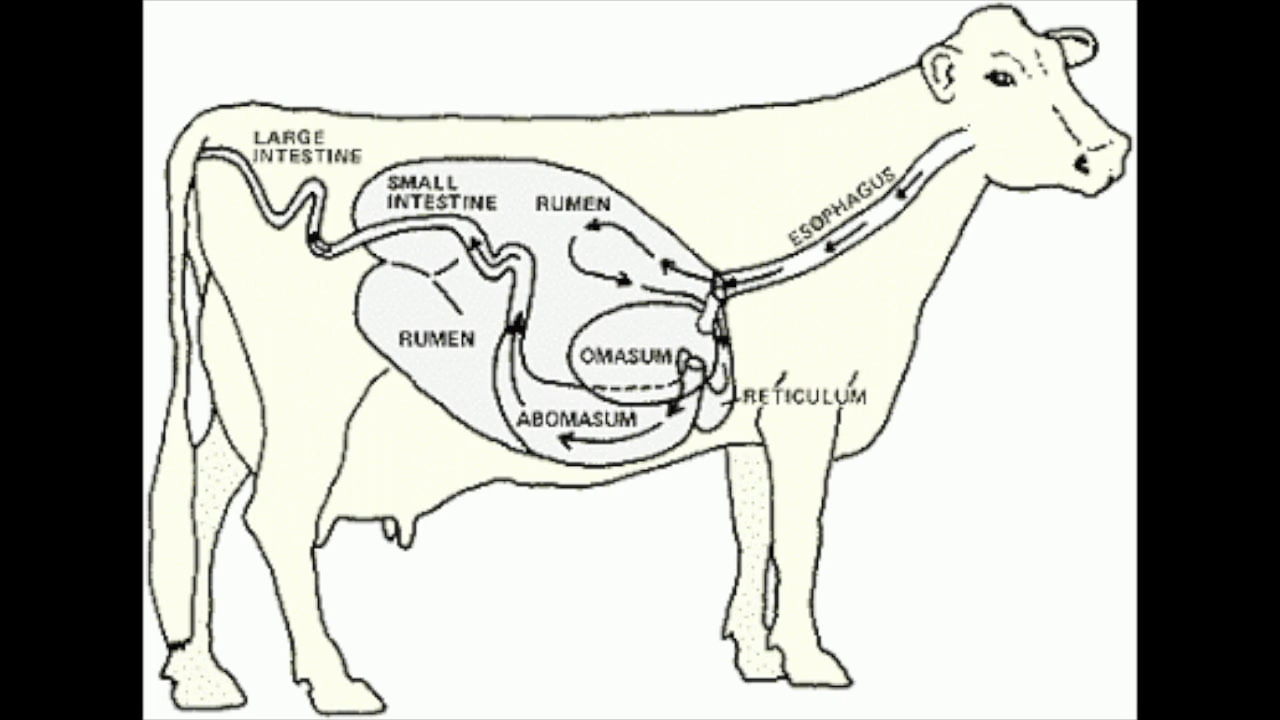 LARGE
INTESTINE
SMALL
INTESTINE
RUMEN
ESOPHAGUS
RUMEN
OMASUM
RETICULUM
ABOMASUM